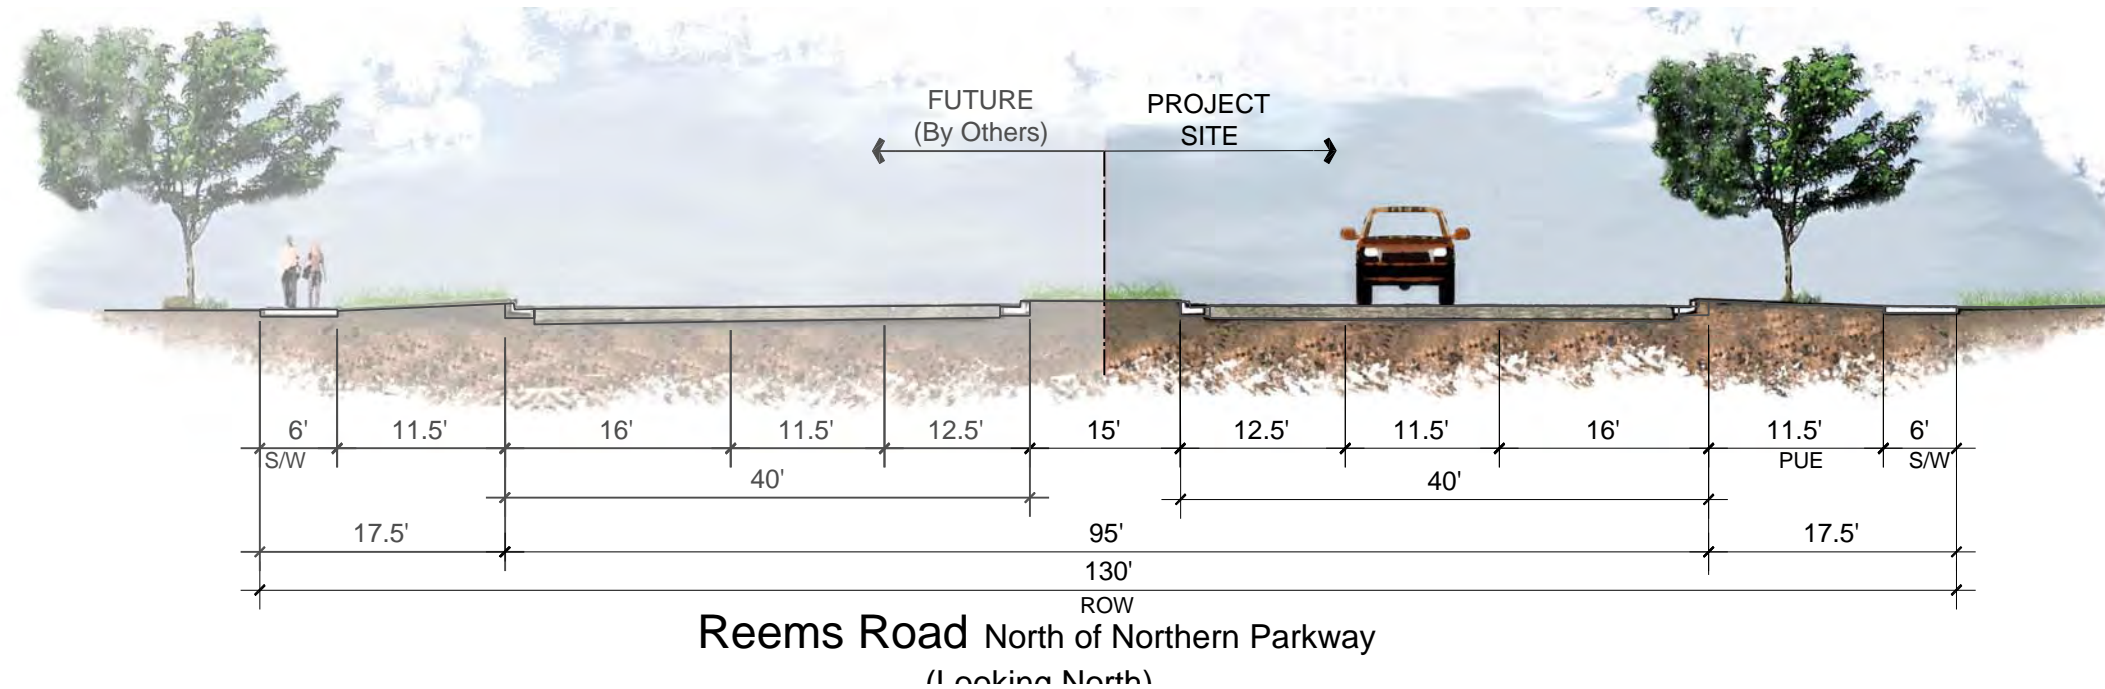 FUTURE
(By Others)
PROJECT
SITE
6' 11.5' 16' 11.5' 12.5' 15' 12.5' 11.5' 16' 11.5' 6'
S/W PUE S/W
40' 40'
17.5' 95' 17.5'
130'
ROW
Reems Road North of Northern Parkway
(Looking North)